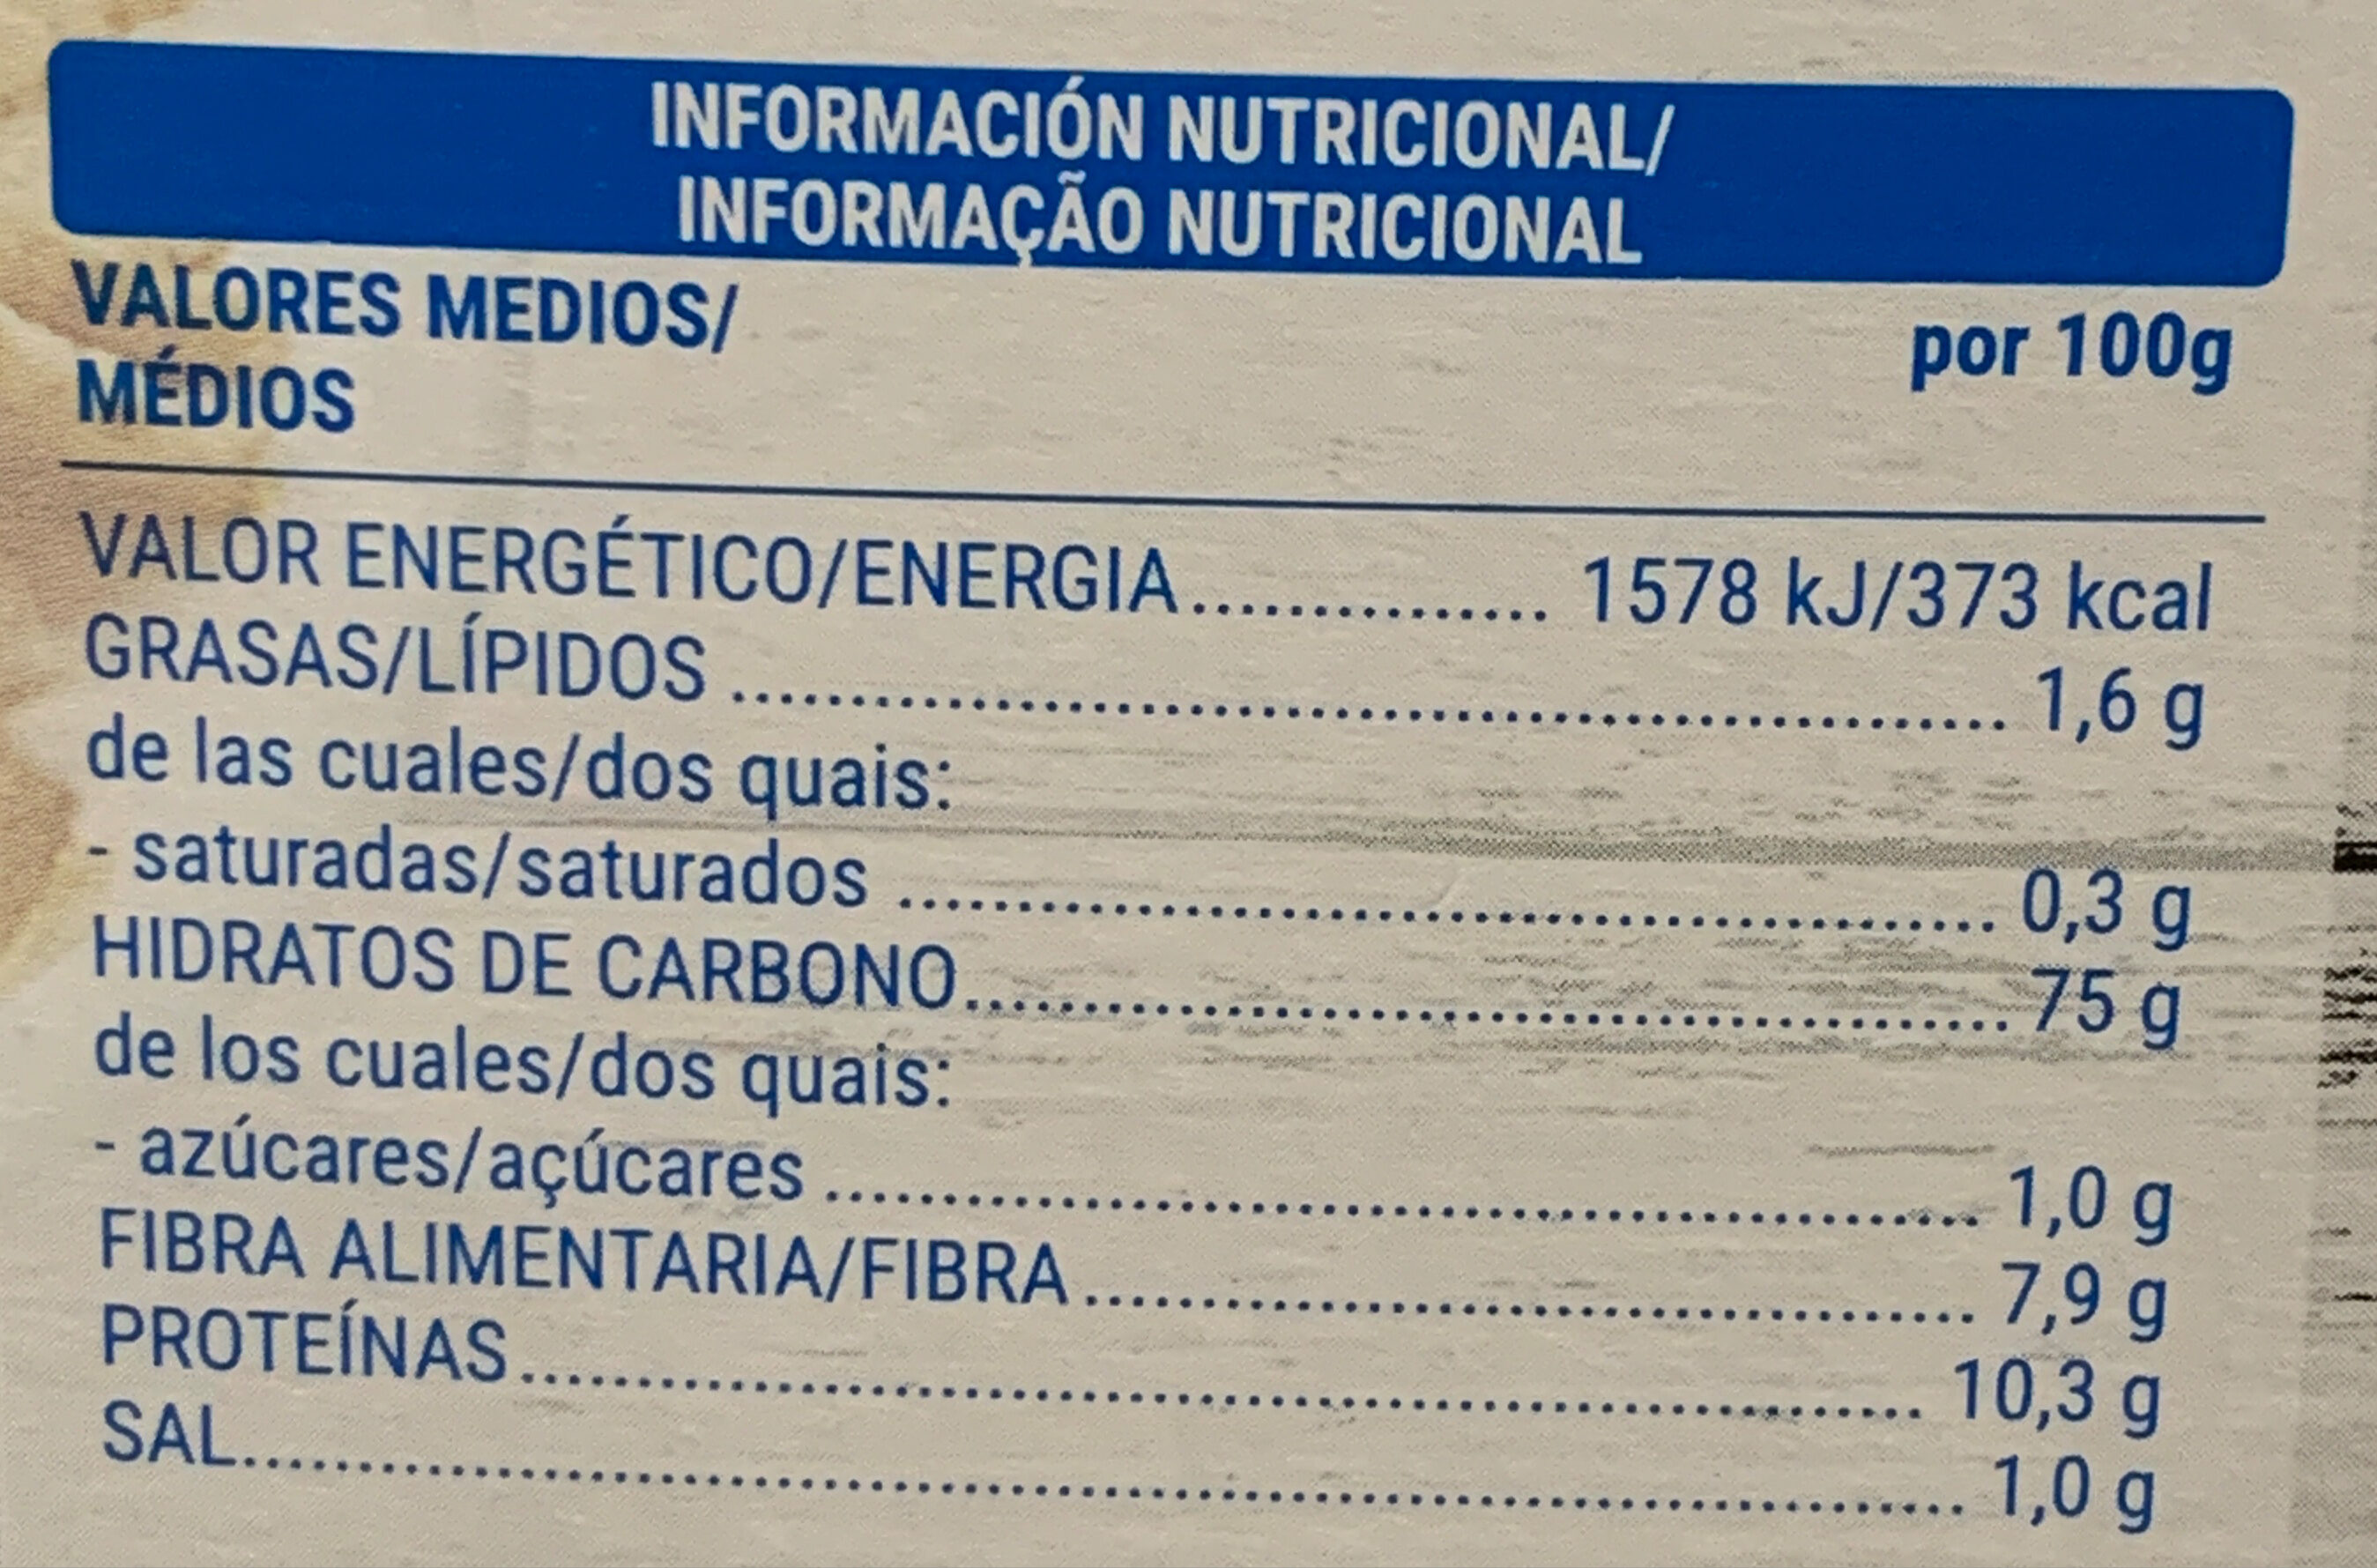 INFORMACIÓN NUTRICIONAL/
INFORMAÇÃO NUTRICIONAL
VALORES MEDIOS/
MÉDIOS
por 100g
VALOR ENERGÉTICO/ENERGIA............... 1578 kJ/373 kcal
GRASAS/LÍPIDOS ..................................................... 1,6 g
de las cuales/dos quais:
- saturadas/saturados .............................................. 0,3 g
HIDRATOS DE CARBONO............................................ 75 g
de los cuales/dos quais:
- azúcares/açúcares ................................................. 1,0 g
FIBRA ALIMENTARIA/FIBRA ...................................... 7,9 g
PROTEÍNAS........................................................... 10,3 g
SAL......................................................................... 1,0 g